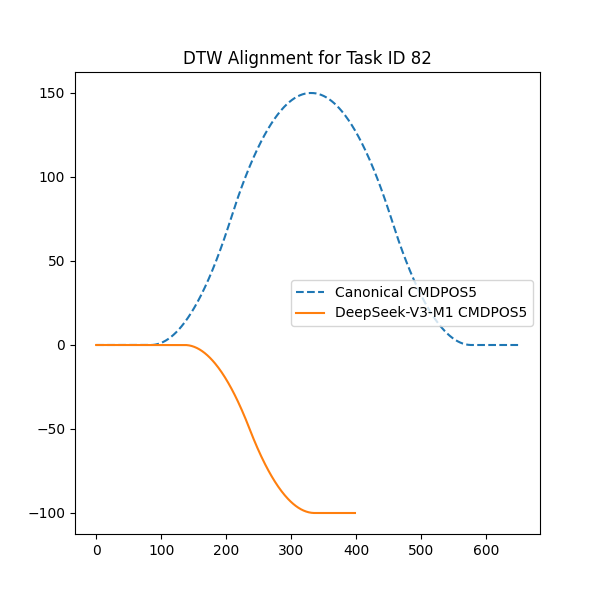 DTW Alignment for Task ID 82
150
100
50
0
−50
−100
Canonical CMDPOS5
DeepSeek-V3-M1 CMDPOS5
0 100 200 300 400 500 600